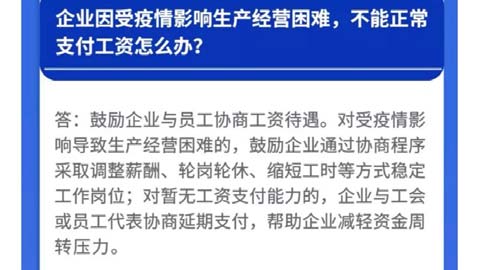 企业因受疫情影响生产经营困难，不能正常
支付工资怎么办？
答：鼓励企业与员工协商工资待遇。对受疫情影
响导致生产经营困难的，鼓励企业通过协商程序
采取调整薪酬、轮岗轮休、缩短工时等方式稳定
工作岗位；对暂无工资支付能力的，企业与工会
或员工代表协商延期支付，帮助企业减轻资金周
转压力。